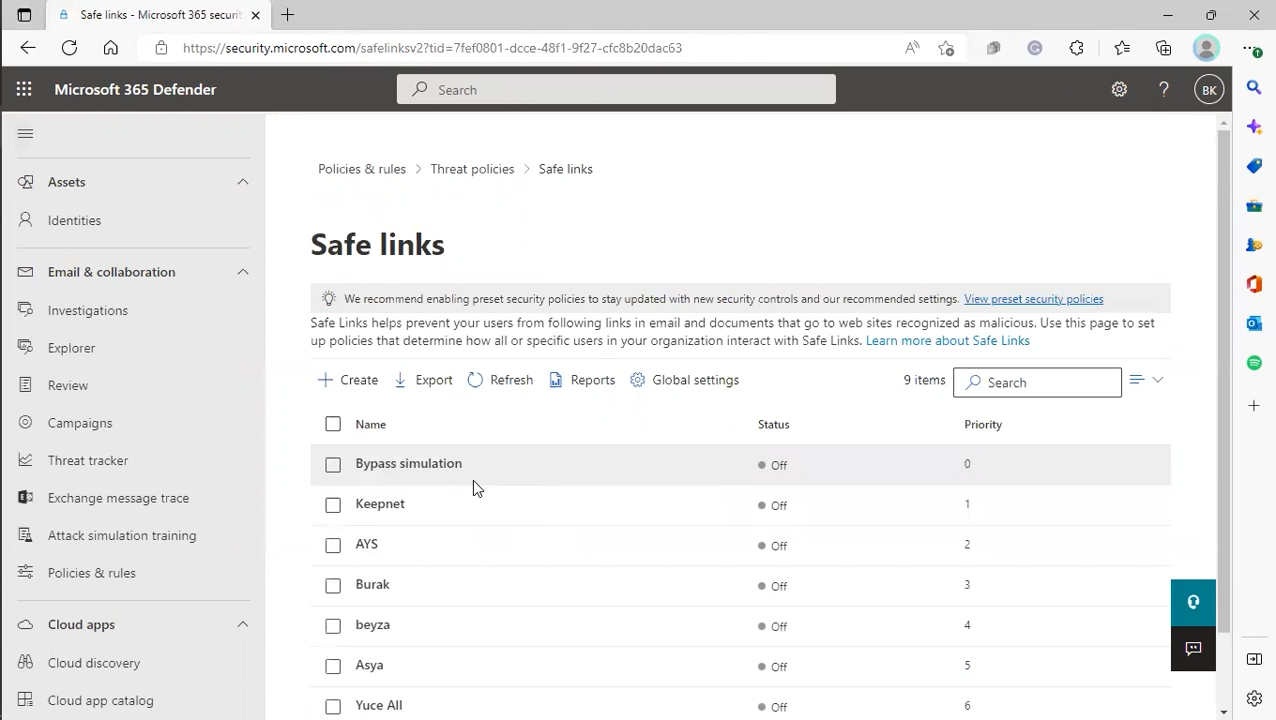 Safe links - Microsoft 365 securit
https://security.microsoft.com/safelinksv2?tid=7fef0801-dcce-48f1-9f27-cfc8b20dac63
Microsoft 365 Defender
Search
BK
Assets
Identities
Email & collaboration
Investigations
Explorer
Review
Campaigns
Threat tracker
Exchange message trace
Attack simulation training
Policies & rules
Cloud apps
Cloud discovery
Cloud app catalog
Policies & rules > Threat policies > Safe links
Safe links
We recommend enabling preset security policies to stay updated with new security controls and our recommended settings. View preset security policies
Safe Links helps prevent your users from following links in email and documents that go to web sites recognized as malicious. Use this page to set
up policies that determine how all or specific users in your organization interact with Safe Links. Learn more about Safe Links
Create Export Refresh Reports Global settings 9 items Search
Name Status Priority
Bypass simulation Off 0
Keepnet Off 1
AYS Off 2
Burak Off 3
beyza Off 4
Asya Off 5
Yuce All 6